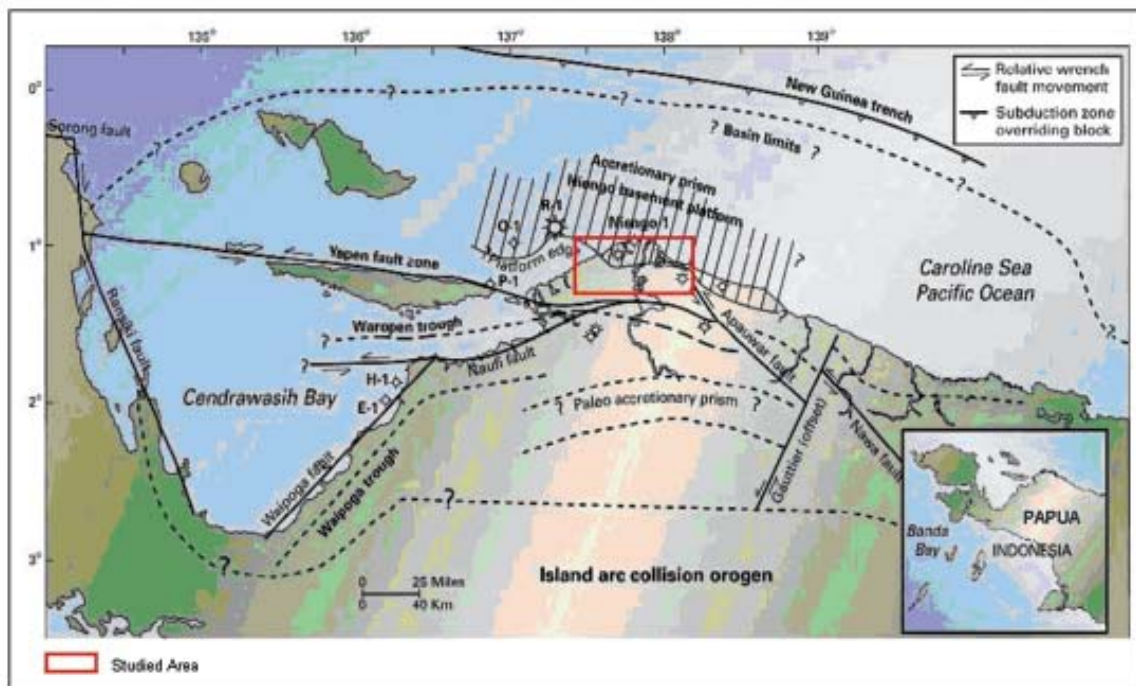 135°
136°
137°
138°
139°
0°
1°
2°
3°
Relative wrench
fault movement
Subduction zone
overriding block
New Guinea trench
Sorong fault
?
?
?
? Basin limits ?
?
Accretionary prism
Niengo basement platform
R-1
O-1
Niengo 1
Platform edge
?
P-1
Yapen fault zone
Caroline Sea
Pacific Ocean
Ransiki fault
Waropen trough
?
?
Naufi fault
Apauwar fault
H-1
E-1
Cendrawasih Bay
? Paleo accretionary prism ?
Gauttier (offset)
Nawa fault
Waipoga fault
Waipoga trough
?
?
?
Island arc collision orogen
0 25 Miles
0 40 Km
PAPUA
Banda
Bay
INDONESIA
Studied Area